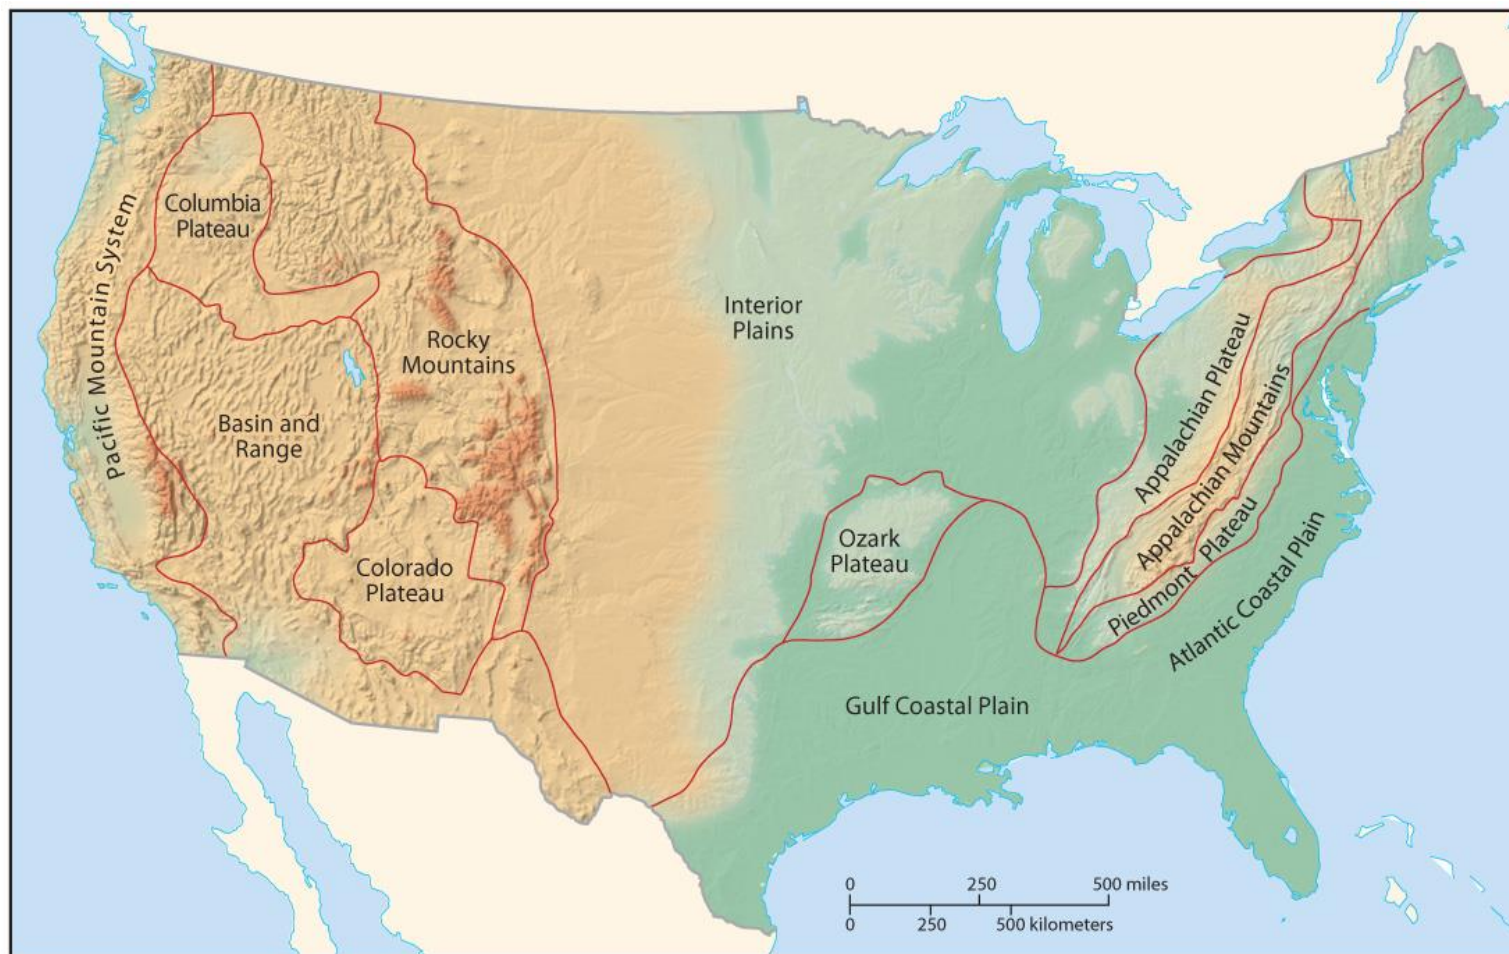 Columbia
Plateau
Pacific Mountain System
Rocky
Mountains
Basin and
Range
Colorado
Plateau
Interior
Plains
Ozark
Plateau
Appalachian Plateau
Appalachian Mountains
Piedmont Plateau
Atlantic Coastal Plain
Gulf Coastal Plain
0 250 500 miles
0 250 500 kilometers